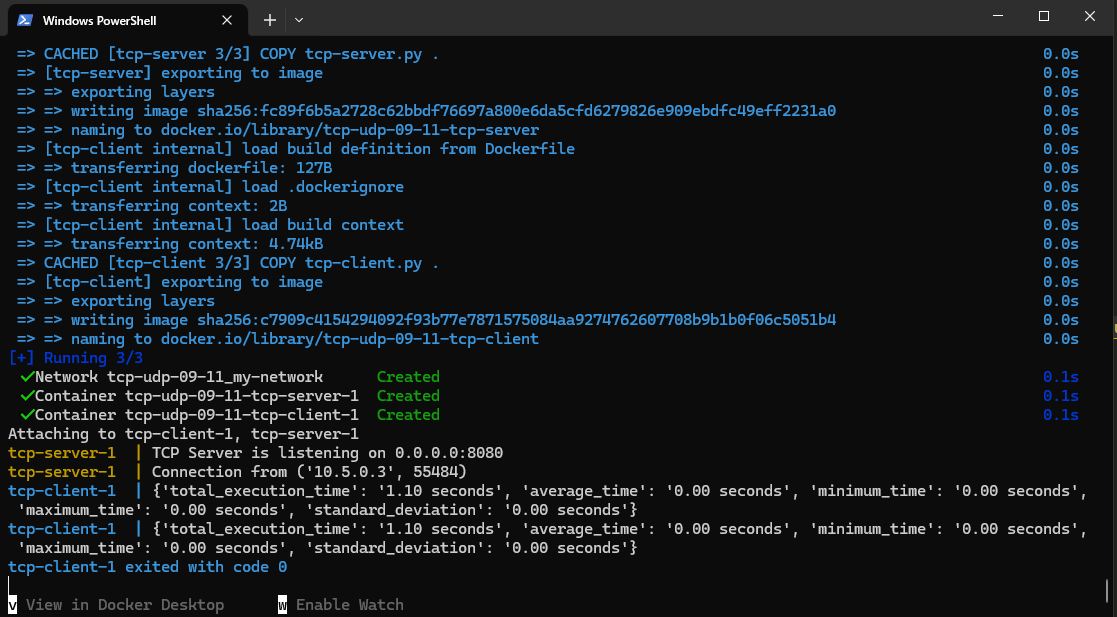 Windows PowerShell
=> CACHED [tcp-server 3/3] COPY tcp-server.py . 0.0s
=> [tcp-server] exporting to image 0.0s
=> => exporting layers 0.0s
=> => writing image sha256:fc89f6b5a2728c62bbdf76697a800e6da5cfd6279826e909ebdfc49eff2231a0 0.0s
=> => naming to docker.io/library/tcp-udp-09-11-tcp-server 0.0s
=> [tcp-client internal] load build definition from Dockerfile 0.0s
=> => transferring dockerfile: 127B 0.0s
=> [tcp-client internal] load .dockerignore 0.0s
=> => transferring context: 2B 0.0s
=> [tcp-client internal] load build context 0.0s
=> => transferring context: 4.74kB 0.0s
=> CACHED [tcp-client 3/3] COPY tcp-client.py . 0.0s
=> [tcp-client] exporting to image 0.0s
=> => exporting layers 0.0s
=> => writing image sha256:c7909c4154294092f93b77e7871575084aa9274762607708b9b1b0f06c5051b4 0.0s
=> => naming to docker.io/library/tcp-udp-09-11-tcp-client 0.0s
[+] Running 3/3
✓Network tcp-udp-09-11_my-network Created 0.1s
✓Container tcp-udp-09-11-tcp-server-1 Created 0.1s
✓Container tcp-udp-09-11-tcp-client-1 Created 0.1s
Attaching to tcp-client-1, tcp-server-1
tcp-server-1 | TCP Server is listening on 0.0.0.0:8080
tcp-server-1 | Connection from ('10.5.0.3', 55484)
tcp-client-1 | {'total_execution_time': '1.10 seconds', 'average_time': '0.00 seconds', 'minimum_time': '0.00 seconds',
'maximum_time': '0.00 seconds', 'standard_deviation': '0.00 seconds'}
tcp-client-1 | {'total_execution_time': '1.10 seconds', 'average_time': '0.00 seconds', 'minimum_time': '0.00 seconds',
'maximum_time': '0.00 seconds', 'standard_deviation': '0.00 seconds'}
tcp-client-1 exited with code 0
v View in Docker Desktop w Enable Watch